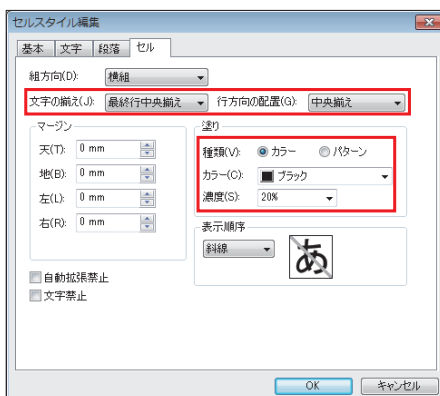 セルスタイル編集
基本 文字 段落 セル
組方向(D): 横組
文字の揃え(J): 最終行中央揃え 行方向の配置(G): 中央揃え
マージン
天(T): 0 mm
地(B): 0 mm
左(L): 0 mm
右(R): 0 mm
塗り
種類(V): カラー パターン
カラー(C): ブラック
濃度(S): 20%
表示順序
斜線
あ
自動拡張禁止
文字禁止
OK キャンセル